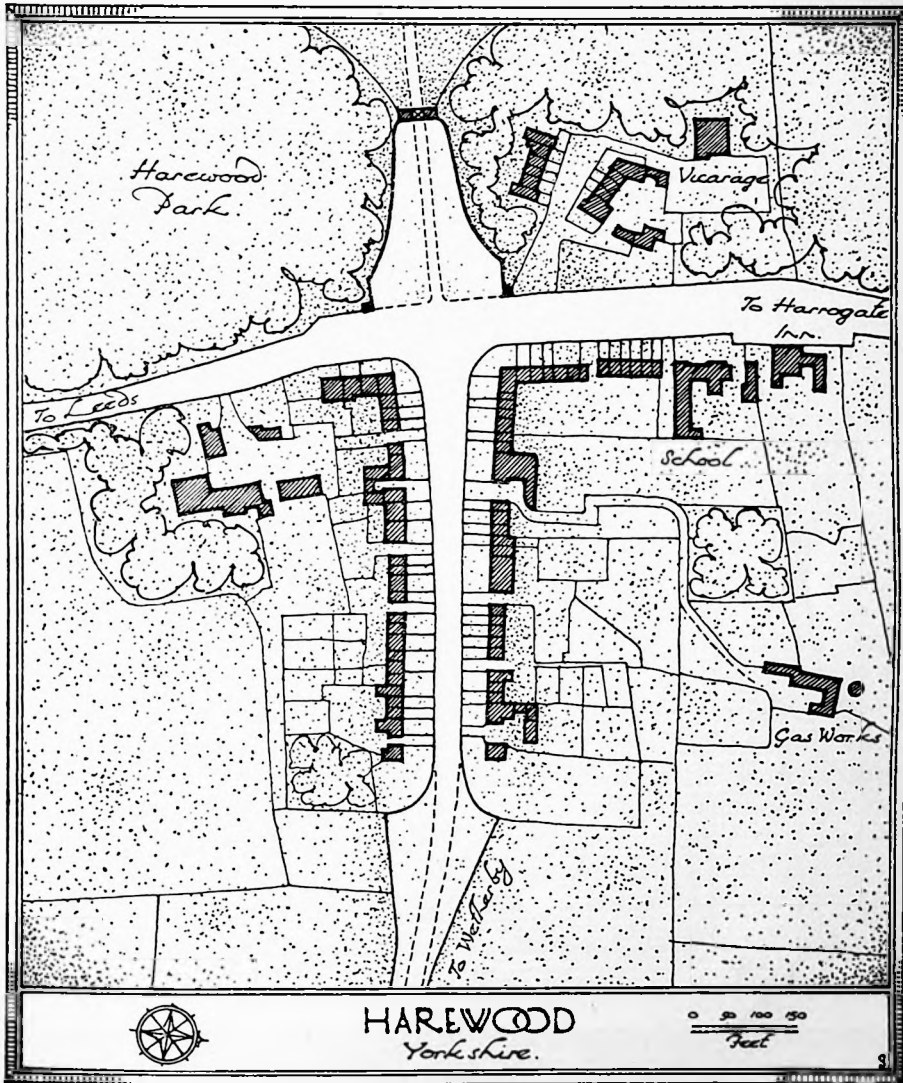 Harewood
Park
Vicarage
To Harrogate
Inn
To Leeds
School
Gas Works
To Wetherby
HAREWOOD
Yorkshire.
0 50 100 150
Feet